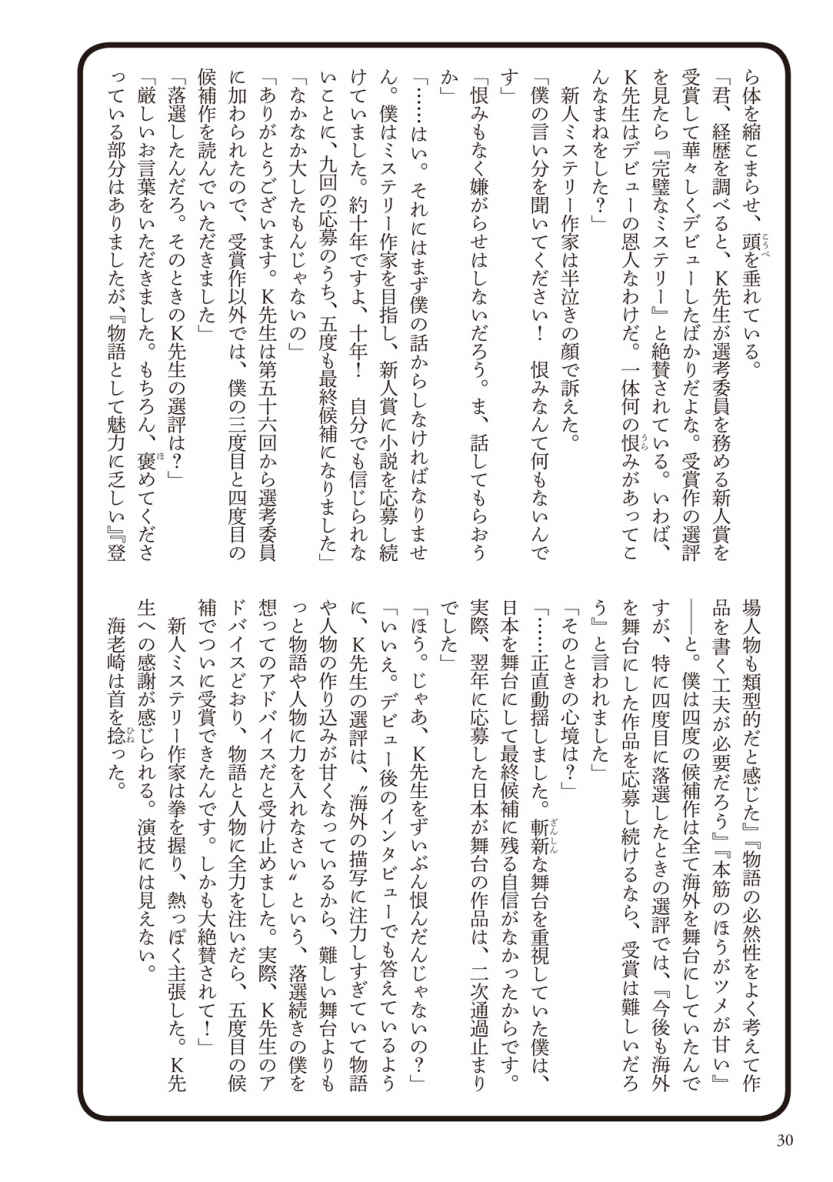 ら体を縮こまらせ、頭を垂れている。
「君、経歴を調べると、K先生が選考委員を務める新人賞を
受賞して華々しくデビューしたばかりだよな。受賞作の選評
を見たら『完璧なミステリー』と絶賛されている。いわば、
K先生はデビューの恩人なわけだ。一体何の恨みがあってこ
んなまねをした?」
　新人ミステリー作家は半泣きの顔で訴えた。
「僕の言い分を聞いてください!　恨みなんて何もないんで
す」
「恨みもなく嫌がらせはしないだろう。ま、話してもらおう
か」
「……はい。それにはまず僕の話からしなければなりませ
ん。僕はミステリー作家を目指し、新人賞に小説を応募し続
けていました。約十年ですよ、十年!　自分でも信じられな
いことに、九回の応募のうち、五度も最終候補になりました」
「なかなか大したもんじゃないの」
「ありがとうございます。K先生は第五十六回から選考委員
に加わられたので、受賞作以外では、僕の三度目と四度目の
候補作を読んでいただきました」
「落選したんだろ。そのときのK先生の選評は?」
「厳しいお言葉をいただきました。もちろん、褒めてくださ
っている部分はありましたが、『物語として魅力に乏しい』『登
場人物も類型的だと感じた』『物語の必然性をよく考えて作
品を書く工夫が必要だろう』『本筋のほうがツメが甘い』
――と。僕は四度の候補作は全て海外を舞台にしていたんで
すが、特に四度目に落選したときの選評では、『今後も海外
を舞台にした作品を応募し続けるなら、受賞は難しいだろ
う』と言われました」
「そのときの心境は?」
「……正直動揺しました。斬新な舞台を重視していた僕は、
日本を舞台にして最終候補に残る自信がなかったからです。
実際、翌年に応募した日本が舞台の作品は、二次通過止まり
でした」
「ほう。じゃあ、K先生をずいぶん恨んだんじゃないの?」
「いいえ。デビュー後のインタビューでも答えているよう
に、K先生の選評は、〝海外の描写に注力しすぎていて物語
や人物の作り込みが甘くなっているから、難しい舞台よりも
っと物語や人物に力を入れなさい〟という、落選続きの僕を
想ってのアドバイスだと受け止めました。実際、K先生のア
ドバイスどおり、物語と人物に全力を注いだら、五度目の候
補でついに受賞できたんです。しかも大絶賛されて!」
　新人ミステリー作家は拳を握り、熱っぽく主張した。K先
生への感謝が感じられる。演技には見えない。
　海老崎は首を捻った。
30